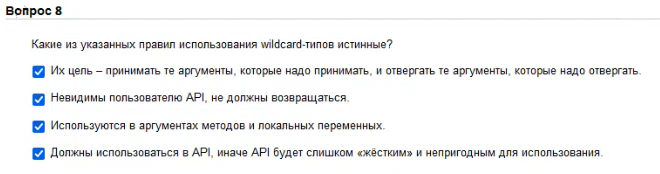 Вопрос 8
Какие из указанных правил использования wildcard-типов истинные?
Их цель – принимать те аргументы, которые надо принимать, и отвергать те аргументы, которые надо отвергать.
Невидимы пользователю API, не должны возвращаться.
Используются в аргументах методов и локальных переменных.
Должны использоваться в API, иначе API будет слишком «жёстким» и непригодным для использования.